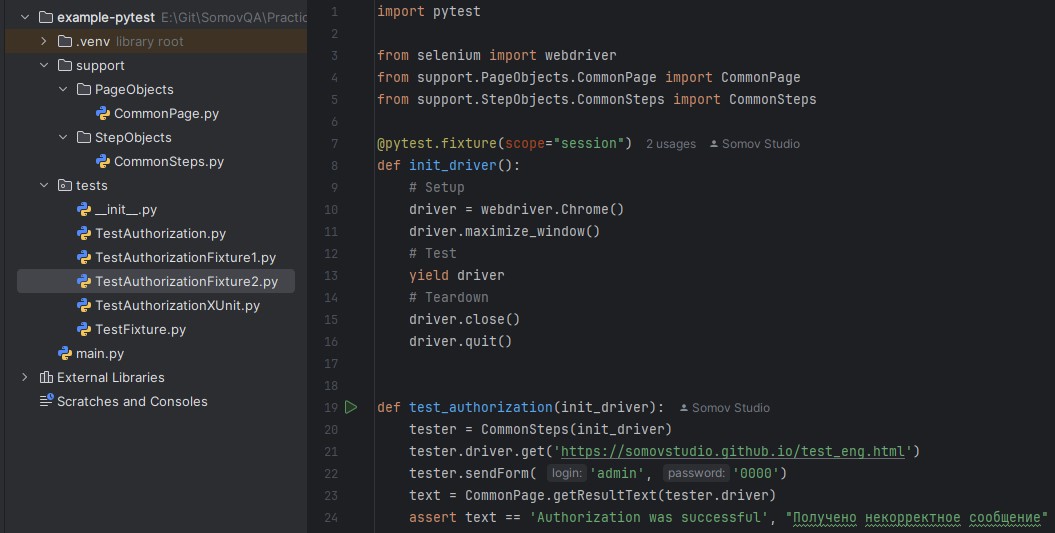 example-pytest E:\Git\SomovQA\Practic
.venv library root
support
PageObjects
CommonPage.py
StepObjects
CommonSteps.py
tests
__init__.py
TestAuthorization.py
TestAuthorizationFixture1.py
TestAuthorizationFixture2.py
TestAuthorizationXUnit.py
TestFixture.py
main.py
External Libraries
Scratches and Consoles
1 import pytest
2
3 from selenium import webdriver
4 from support.PageObjects.CommonPage import CommonPage
5 from support.StepObjects.CommonSteps import CommonSteps
6
7 @pytest.fixture(scope="session") 2 usages Somov Studio
8 def init_driver():
9 # Setup
10 driver = webdriver.Chrome()
11 driver.maximize_window()
12 # Test
13 yield driver
14 # Teardown
15 driver.close()
16 driver.quit()
17
18
19 def test_authorization(init_driver): Somov Studio
20 tester = CommonSteps(init_driver)
21 tester.driver.get('https://somovstudio.github.io/test_eng.html')
22 tester.sendForm( login: 'admin', password: '0000')
23 text = CommonPage.getResultText(tester.driver)
24 assert text == 'Authorization was successful', "Получено некорректное сообщение"